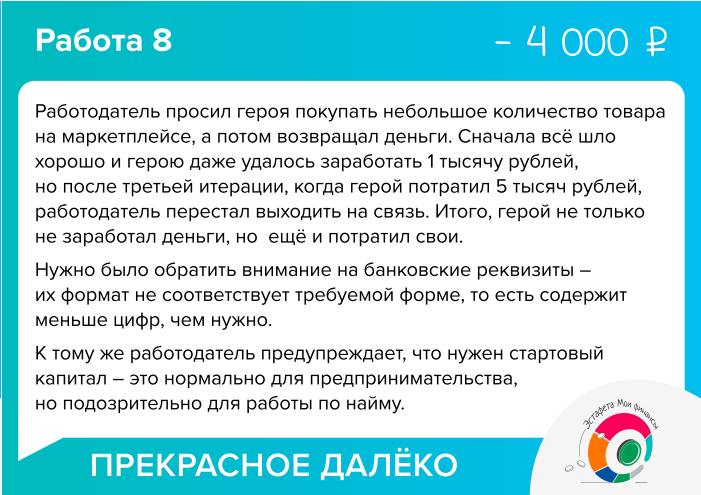 Работа 8
– 4 000 ₽
Работодатель просил героя покупать небольшое количество товара
на маркетплейсе, а потом возвращал деньги. Сначала всё шло
хорошо и герою даже удалось заработать 1 тысячу рублей,
но после третьей итерации, когда герой потратил 5 тысяч рублей,
работодатель перестал выходить на связь. Итого, герой не только
не заработал деньги, но  ещё и потратил свои.
Нужно было обратить внимание на банковские реквизиты –
их формат не соответствует требуемой форме, то есть содержит
меньше цифр, чем нужно.
К тому же работодатель предупреждает, что нужен стартовый
капитал – это нормально для предпринимательства,
но подозрительно для работы по найму.
Эстафета Мои финансы
ПРЕКРАСНОЕ ДАЛЁКО